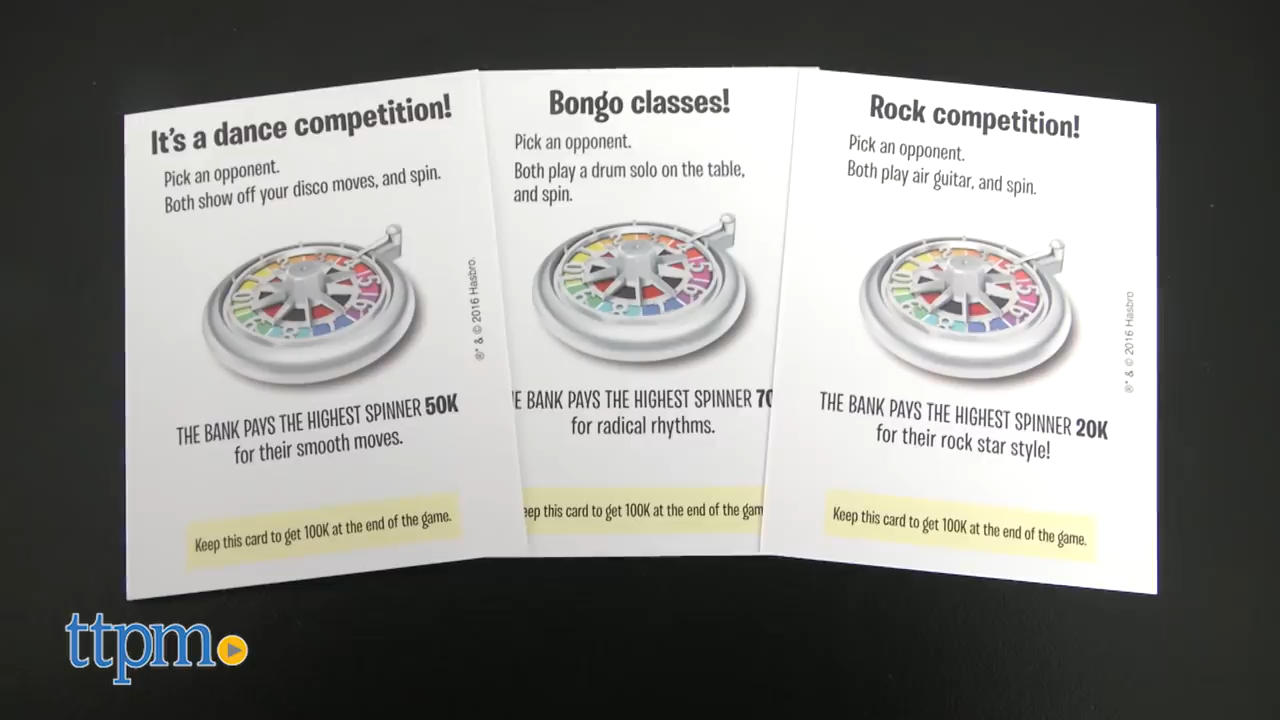 It's a dance competition!
Pick an opponent.
Both show off your disco moves, and spin.
THE BANK PAYS THE HIGHEST SPINNER 50K
for their smooth moves.
Keep this card to get 100K at the end of the game.
®* & © 2016 Hasbro.
Bongo classes!
Pick an opponent.
Both play a drum solo on the table,
and spin.
BANK PAYS THE HIGHEST SPINNER
for radical rhythms.
this card to get 100K at the end of the
Rock competition!
Pick an opponent.
Both play air guitar, and spin.
THE BANK PAYS THE HIGHEST SPINNER 20K
for their rock star style!
Keep this card to get 100K at the end of the game.
®* & © 2016 Hasbro
ttpm